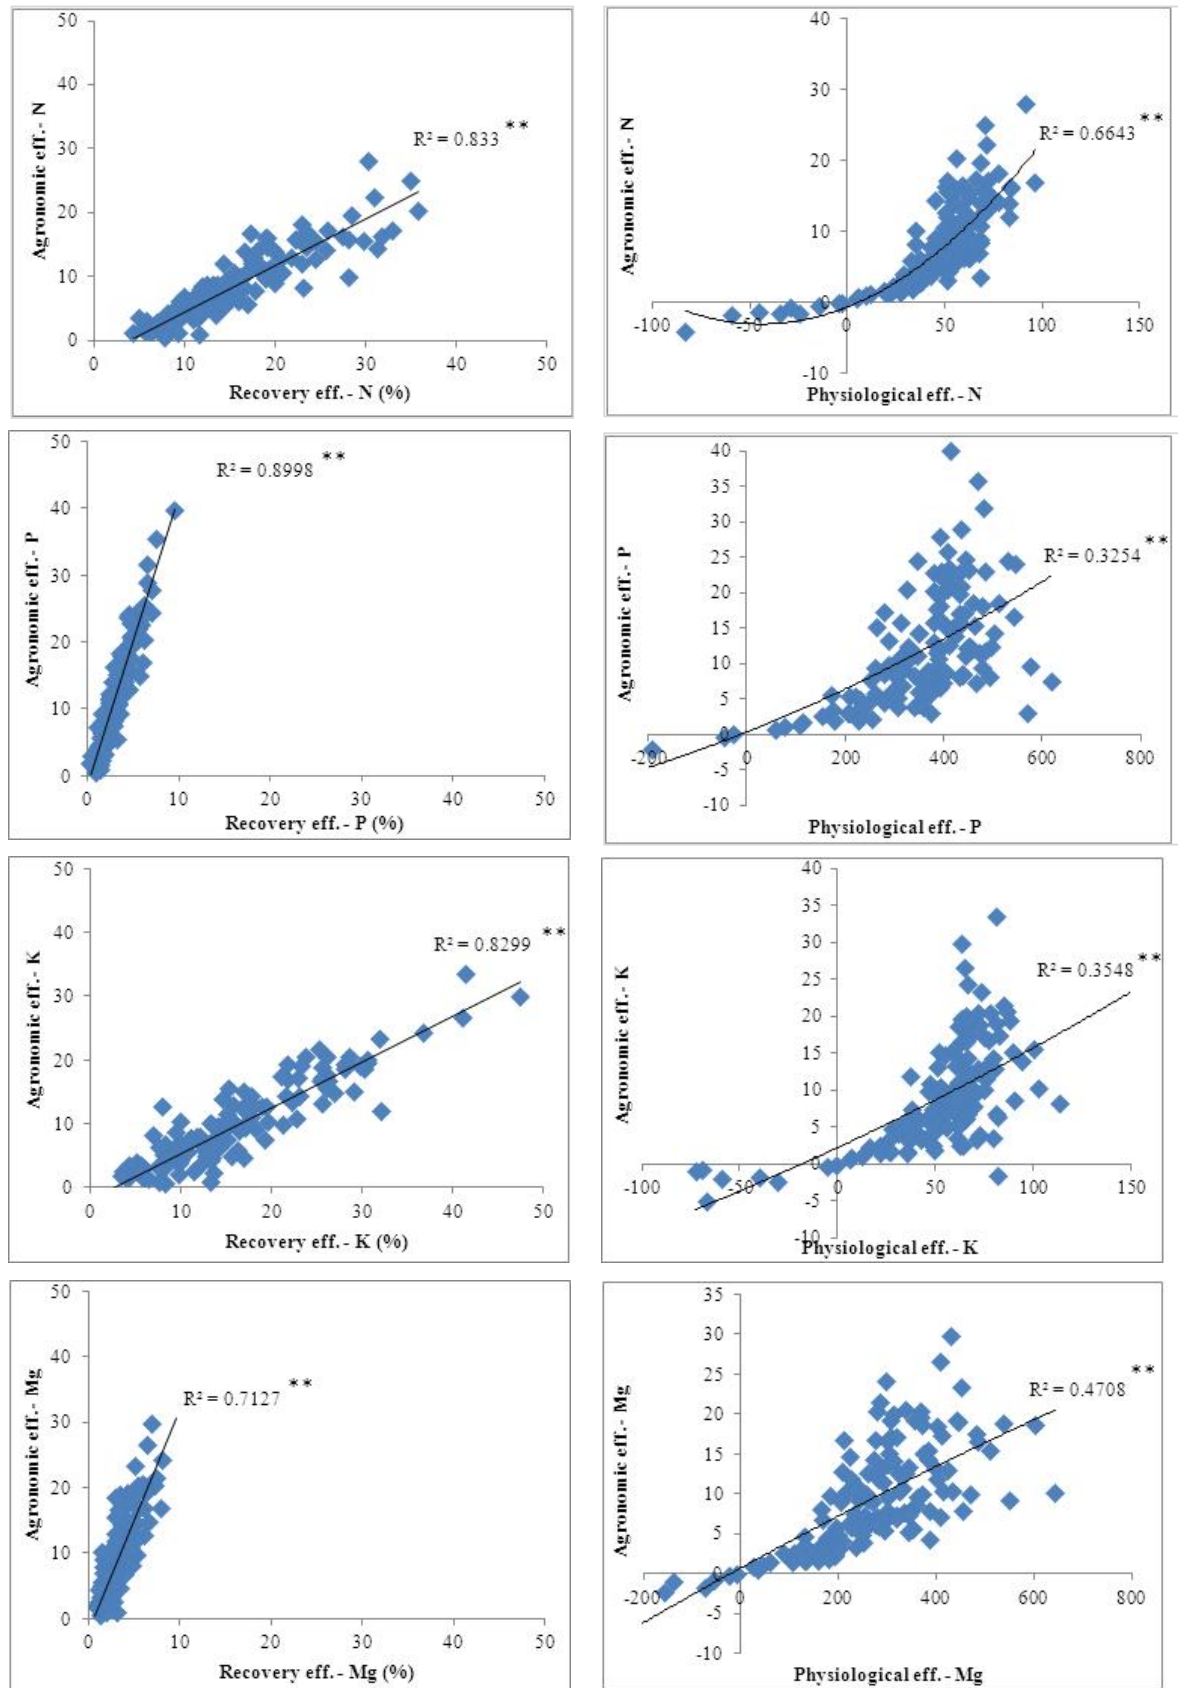 50
40
30
20
10
0
Agronomic eff.- N
R² = 0.833 **
0 10 20 30 40 50
Recovery eff.- N (%)
40
30
20
10
0
-10
Agronomic eff.- N
R² = 0.6643 **
-100 -50 0 50 100 150
Physiological eff.- N
50
40
30
20
10
0
Agronomic eff.- P
R² = 0.8998 **
0 10 20 30 40 50
Recovery eff.- P (%)
40
35
30
25
20
15
10
5
0
-5
-10
Agronomic eff.- P
R² = 0.3254 **
-200 0 200 400 600 800
Physiological eff.- P
50
40
30
20
10
0
Agronomic eff.- K
R² = 0.8299 **
0 10 20 30 40 50
Recovery eff.- K (%)
40
35
30
25
20
15
10
5
0
-5
-10
Agronomic eff.- K
R² = 0.3548 **
-100 -50 0 50 100 150
Physiological eff.- K
50
40
30
20
10
0
Agronomic eff.- Mg
R² = 0.7127 **
0 10 20 30 40 50
Recovery eff.- Mg (%)
35
30
25
20
15
10
5
0
-5
-10
Agronomic eff.- Mg
R² = 0.4708 **
-200 0 200 400 600 800
Physiological eff.- Mg